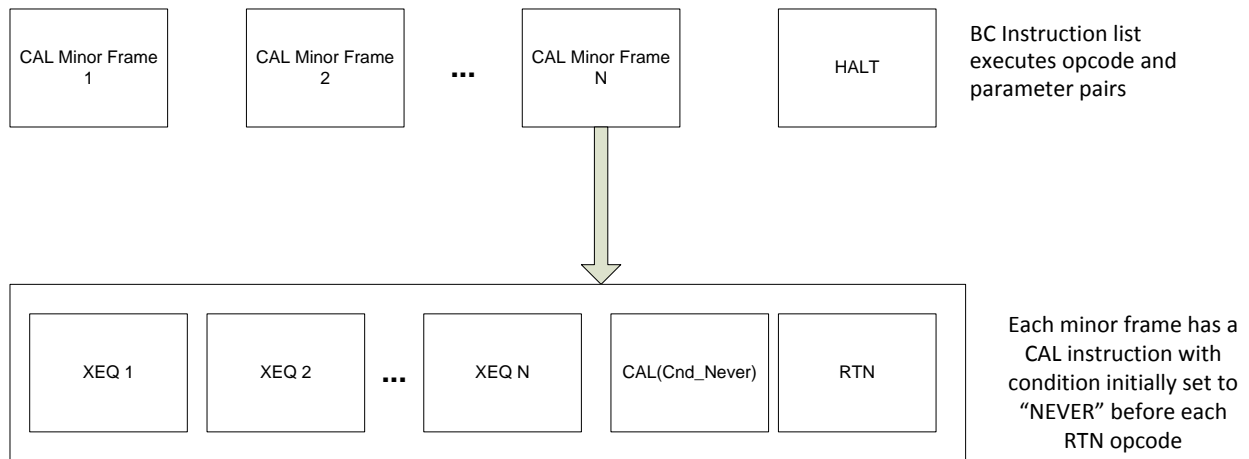 CAL Minor Frame
1
CAL Minor Frame
2
...
CAL Minor Frame
N
HALT
BC Instruction list
executes opcode and
parameter pairs
XEQ 1
XEQ 2
...
XEQ N
CAL(Cnd_Never)
RTN
Each minor frame has a
CAL instruction with
condition initially set to
“NEVER” before each
RTN opcode